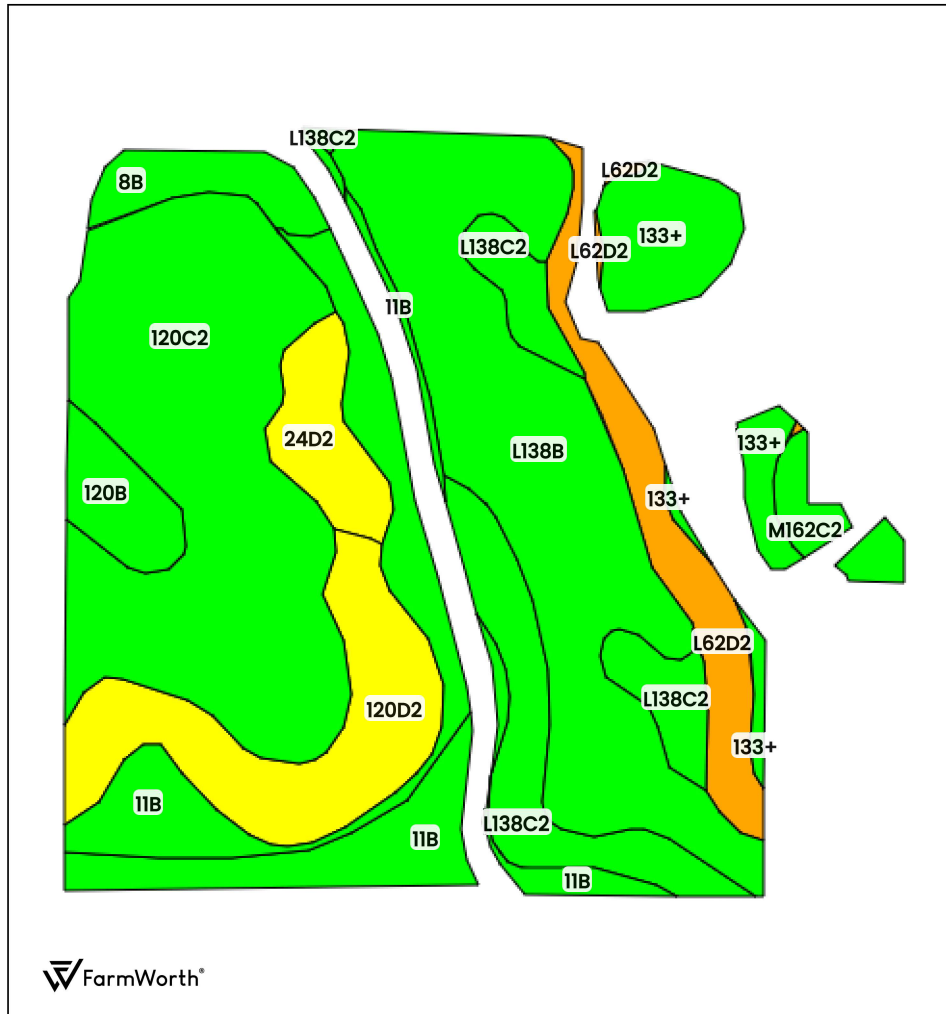 L138C2
L62D2
8B
133+
L138C2
L62D2
11B
120C2
24D2
133+
L138B
120B
133+
M162C2
L62D2
L138C2
120D2
133+
11B
L138C2
11B
11B
FarmWorth®